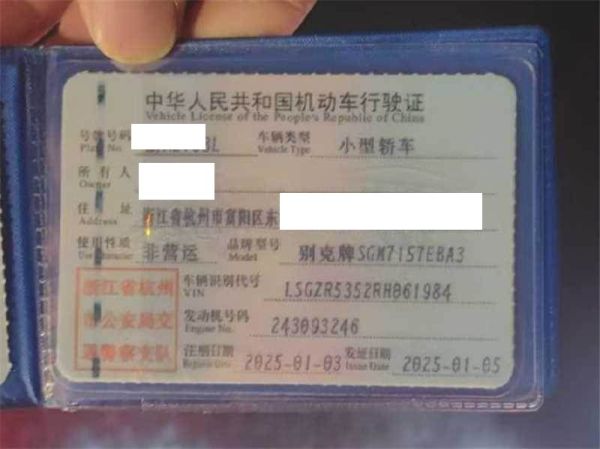 中华人民共和国机动车行驶证
Vehicle License of the People's Republic of China
号牌号码 车辆类型 小型轿车
Plate No. Vehicle Type
所有人
Owner
住址 浙江省杭州市富阳区东
Address
使用性质 非营运 品牌型号 别克牌SGM7157EBA3
Use Character Model
浙江省杭州 车辆识别代号 LSGZR5352RH061984
VIN
市公安局交 发动机号码 243093246
Engine No.
通警察支队 注册日期 2025-01-03 发证日期 2025-01-05
Register Date Issue Date